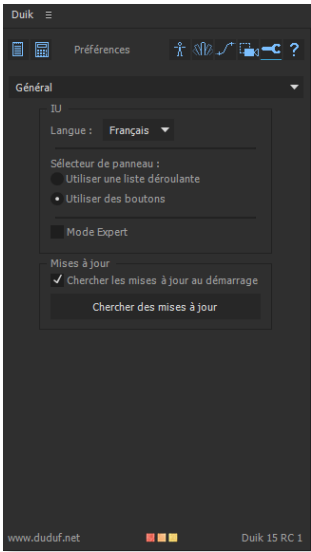 Duik
Préférences
?
Général
IU
Langue : Français
Sélecteur de panneau :
Utiliser une liste déroulante
Utiliser des boutons
Mode Expert
Mises à jour
Chercher les mises à jour au démarrage
Chercher des mises à jour
www.duduf.net Duik 15 RC 1